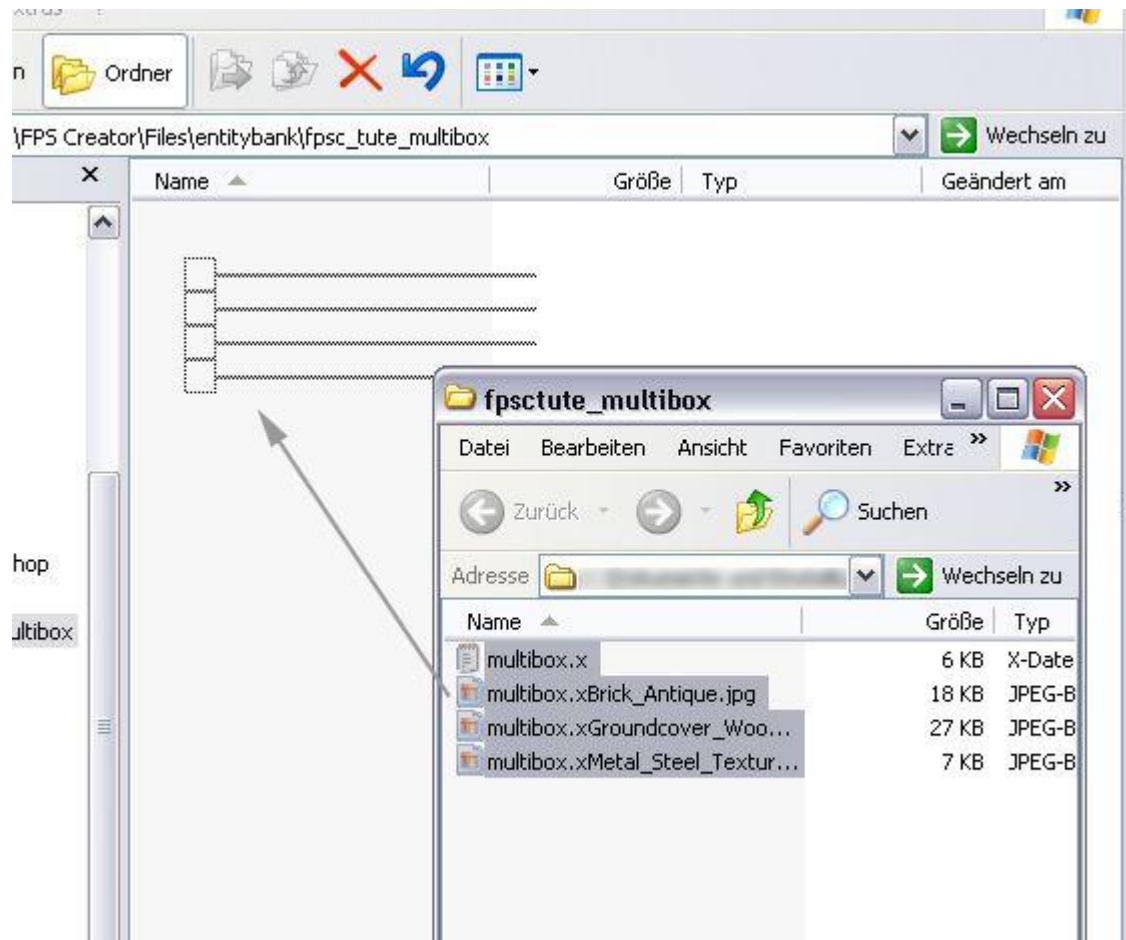 n Ordner
\FPS Creator\Files\entitybank\fpsc_tute_multibox Wechseln zu
Name Größe Typ Geändert am
fpsctute_multibox
Datei Bearbeiten Ansicht Favoriten Extra »
Zurück Suchen »
hop
Adresse Wechseln zu
Name Größe Typ
ultibox
multibox.x 6 KB X-Date
multibox.xBrick_Antique.jpg 18 KB JPEG-B
multibox.xGroundcover_Woo... 27 KB JPEG-B
multibox.xMetal_Steel_Textur... 7 KB JPEG-B